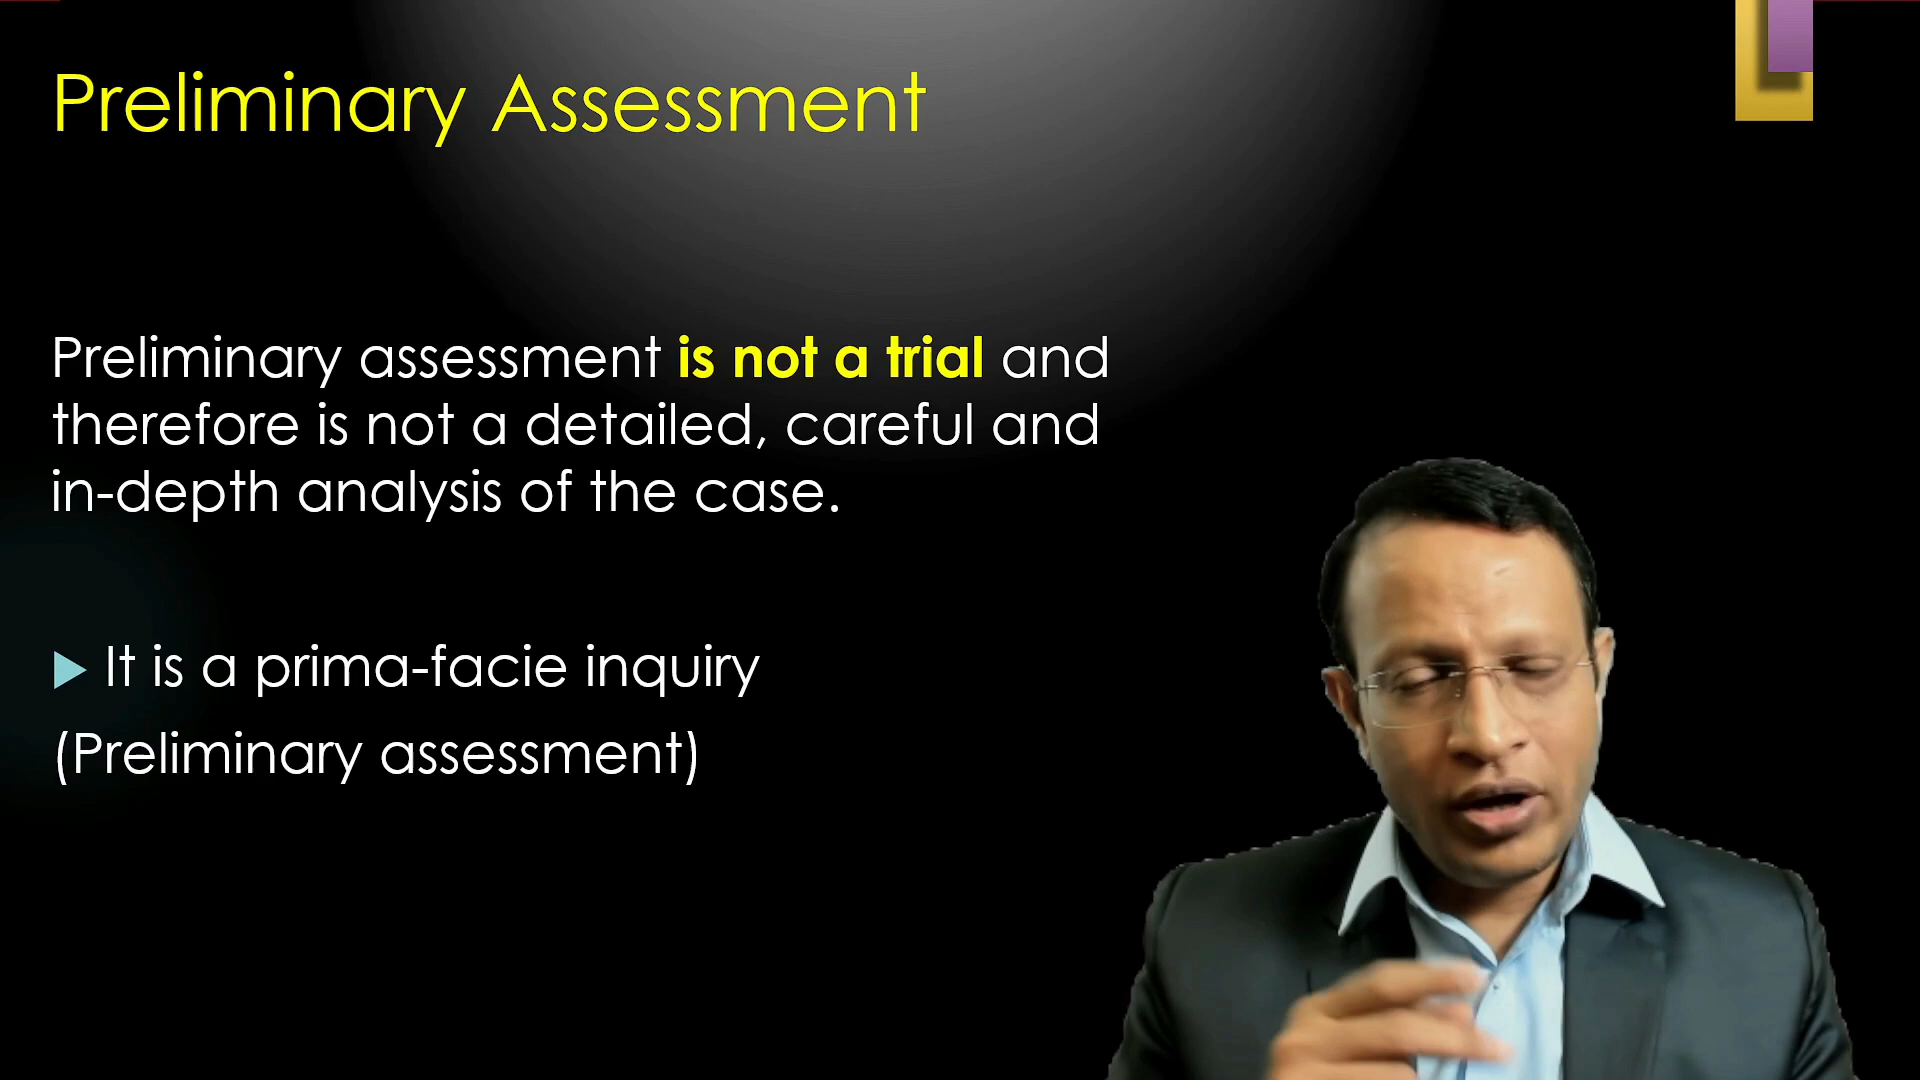 Preliminary Assessment
Preliminary assessment is not a trial and
therefore is not a detailed, careful and
in-depth analysis of the case.
It is a prima-facie inquiry
(Preliminary assessment)